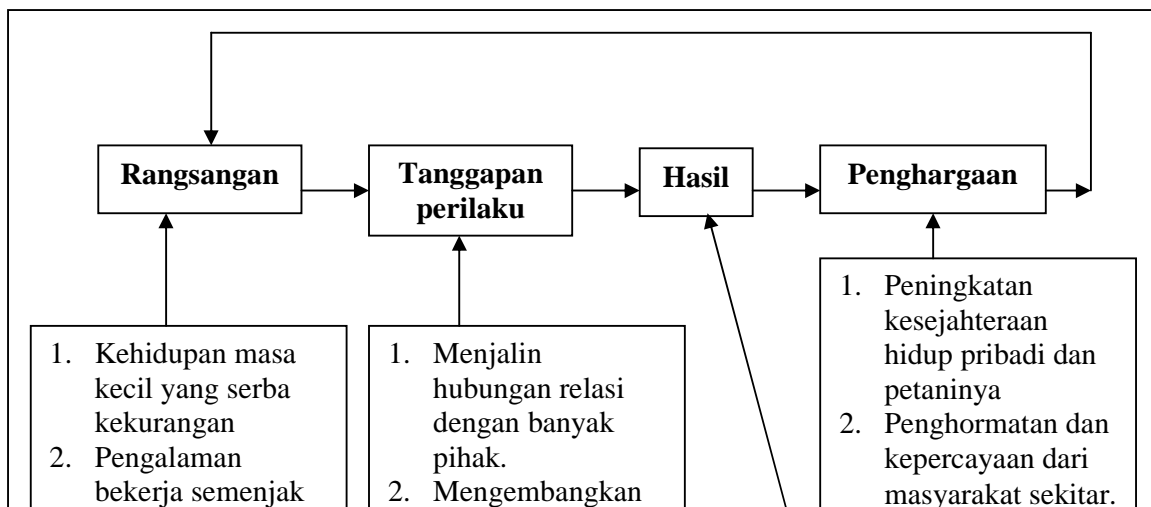 Rangsangan
Tanggapan
perilaku
Hasil
Penghargaan
1. Kehidupan masa
kecil yang serba
kekurangan
2. Pengalaman
bekerja semenjak
1. Menjalin
hubungan relasi
dengan banyak
pihak.
2. Mengembangkan
1. Peningkatan
kesejahteraan
hidup pribadi dan
petaninya
2. Penghormatan dan
kepercayaan dari
masyarakat sekitar.